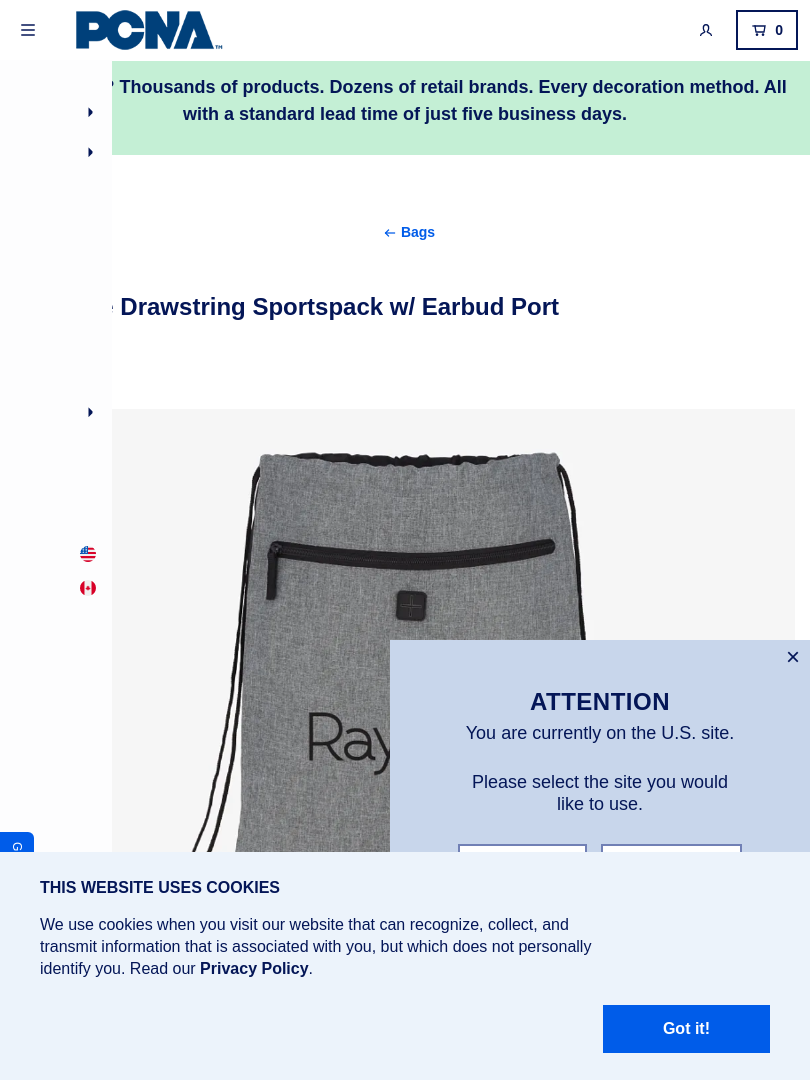 PCNA™
0
? Thousands of products. Dozens of retail brands. Every decoration method. All
with a standard lead time of just five business days.
← Bags
Drawstring Sportspack w/ Earbud Port
Ray
ATTENTION
You are currently on the U.S. site.
Please select the site you would
like to use.
G
THIS WEBSITE USES COOKIES
We use cookies when you visit our website that can recognize, collect, and
transmit information that is associated with you, but which does not personally
identify you. Read our Privacy Policy.
Got it!